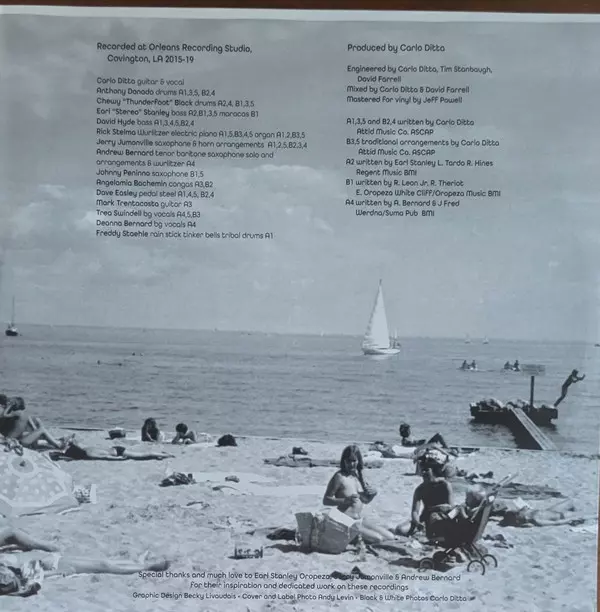 Recorded at Orleans Recording Studio,
Covington, LA 2015-19
Carlo Ditta guitar & vocal
Anthony Donado drums A1,3,5, B2,4
Chewy "Thunderfoot" Black drums A2,4, B1,3,5
Earl "Stereo" Stanley bass A2,B1,3,5 maracas B1
David Hyde bass A1,3,4,5,B2,4
Rick Stelma Wurlitzer electric piano A1,5,B3,4,5 organ A1,2,B3,5
Jerry Jumonville saxophone & horn arrangements A1,2,5,B2,3,4
Andrew Bernard tenor baritone saxophone solo and
arrangements & wurlitzer A4
Johnny Peninno saxophone B1,5
Angelamia Bachemin congas A3,B2
Dave Easley pedal steel A1,4,5, B2,4
Mark Trentacosta guitar A3
Trea Swindell bg vocals A4,5,B3
Deanna Bernard bg vocals A4
Freddy Staehle rain stick tinker bells tribal drums A1
Produced by Carlo Ditta
Engineered by Carlo Ditta, Tim Stanbaugh,
David Farrell
Mixed by Carlo Ditta & David Farrell
Mastered for vinyl by Jeff Powell
A1,3,5 and B2,4 written by Carlo Ditta
Attid Music Co. ASCAP
B3,5 traditional arrangements by Carlo Ditta
Attid Music Co. ASCAP
A2 written by Earl Stanley L. Tardo R. Hines
Regent Music BMI
B1 written by R. Leon Jr, R. Theriot
E. Oropeza White Cliff/Oropeza Music BMI
A4 written by A. Bernard & J Fred
Werdna/Suma Pub BMI
Special thanks and much love to Earl Stanley Oropeza, Jerry Jumonville & Andrew Bernard
for their inspiration and dedicated work on these recordings
Graphic Design Becky Livaudais - Cover and Label Photo Andy Levin - Black & White Photos Carlo Ditta